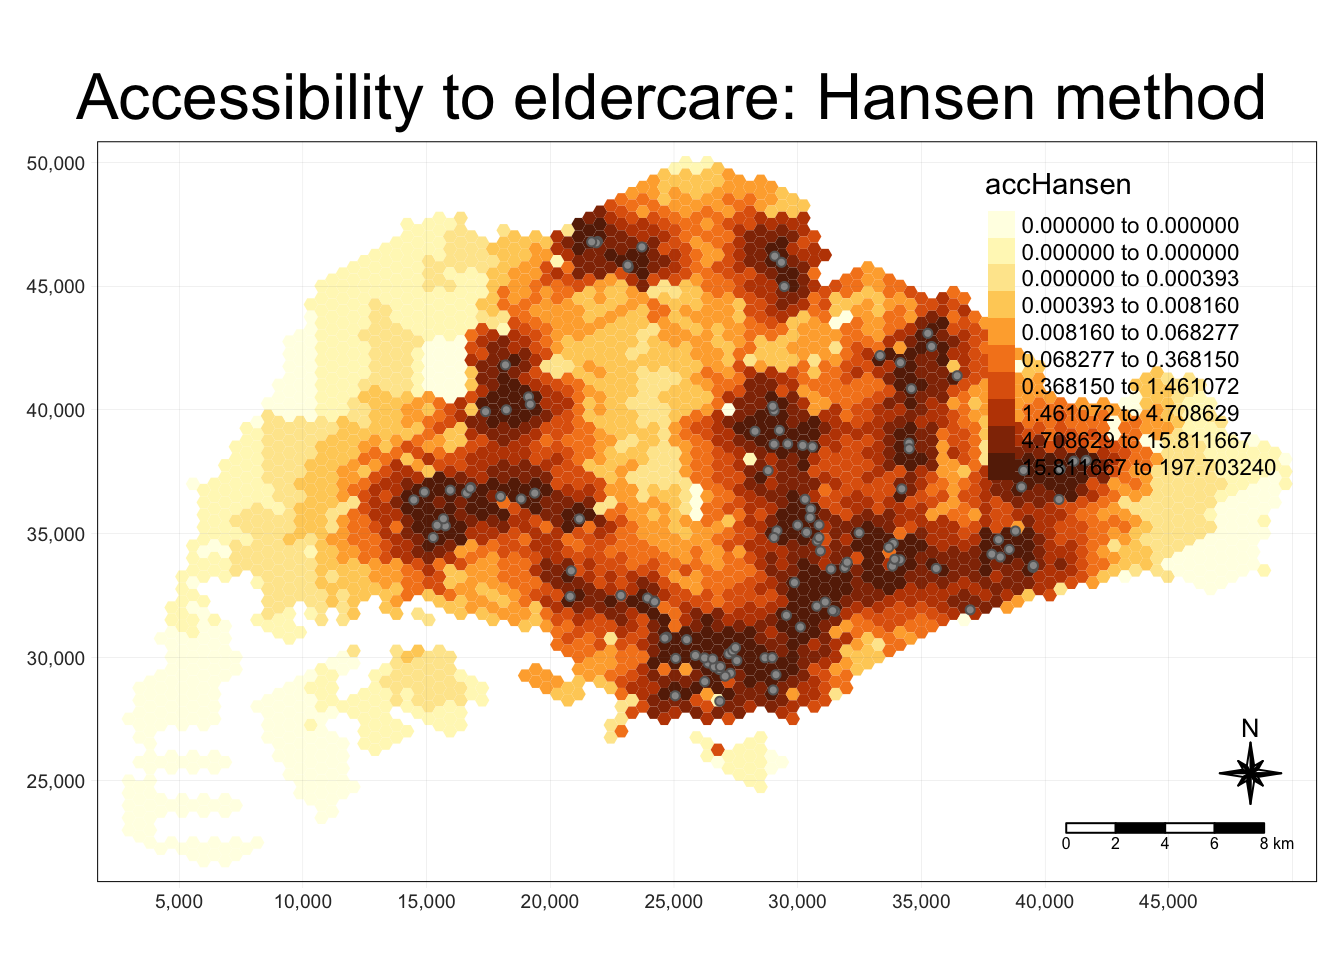 Accessibility to eldercare: Hansen method
accHansen
0.000000 to 0.000000
0.000000 to 0.000000
0.000000 to 0.000393
0.000393 to 0.008160
0.008160 to 0.068277
0.068277 to 0.368150
0.368150 to 1.461072
1.461072 to 4.708629
4.708629 to 15.811667
15.811667 to 197.703240
50,000
45,000
40,000
35,000
30,000
25,000
N
0 2 4 6 8 km
5,000 10,000 15,000 20,000 25,000 30,000 35,000 40,000 45,000